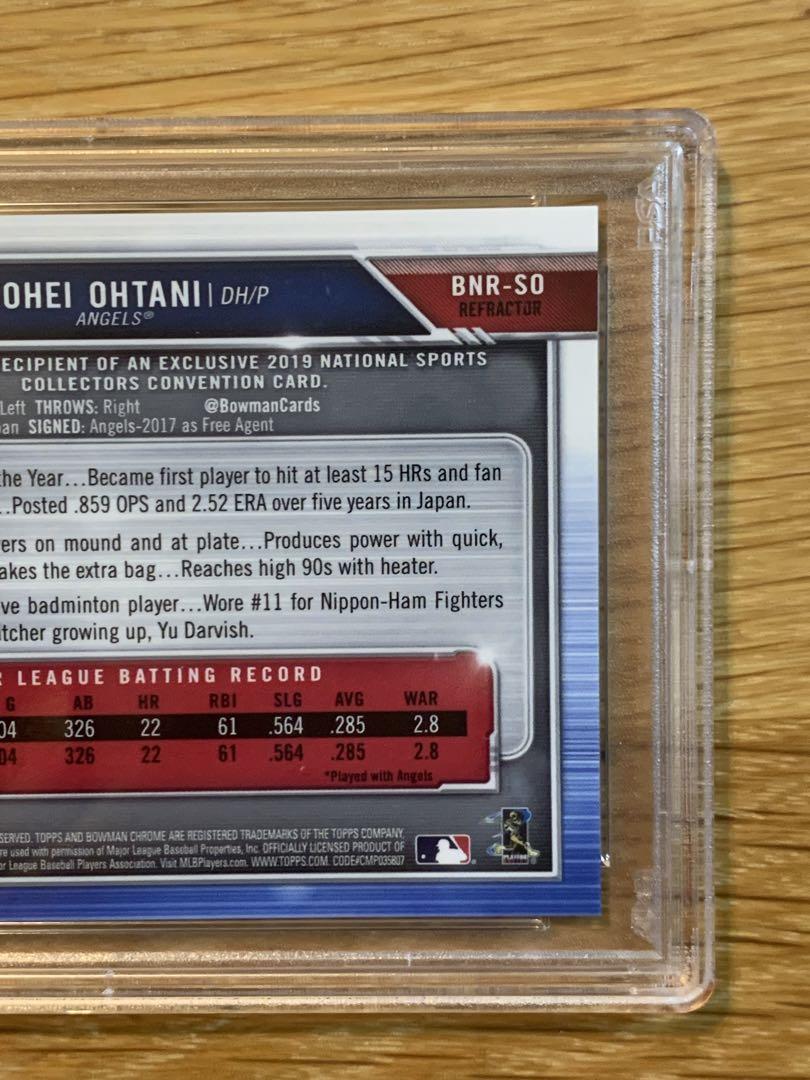 PSA
OHEI OHTANI | DH/P
ANGELS®
BNR-SO
REFRACTOR
ECIPIENT OF AN EXCLUSIVE 2019 NATIONAL SPORTS
COLLECTORS CONVENTION CARD.
Left THROWS: Right @BowmanCards
pan SIGNED: Angels-2017 as Free Agent
the Year...Became first player to hit at least 15 HRs and fan
...Posted .859 OPS and 2.52 ERA over five years in Japan.
ers on mound and at plate...Produces power with quick,
akes the extra bag...Reaches high 90s with heater.
ve badminton player...Wore #11 for Nippon-Ham Fighters
tcher growing up, Yu Darvish.
R LEAGUE BATTING RECORD
G AB HR RBI SLG AVG WAR
04 326 22 61 .564 .285 2.8
04 326 22 61 .564 .285 2.8
*Played with Angels
SERVED. TOPPS AND BOWMAN CHROME ARE REGISTERED TRADEMARKS OF THE TOPPS COMPANY,
re used with permission of Major League Baseball Properties, Inc. OFFICIALLY LICENSED PRODUCT OF
or League Baseball Players Association. Visit MLBPlayers.com. WWW.TOPPS.COM. CODE#CMP035807
PLAYERS